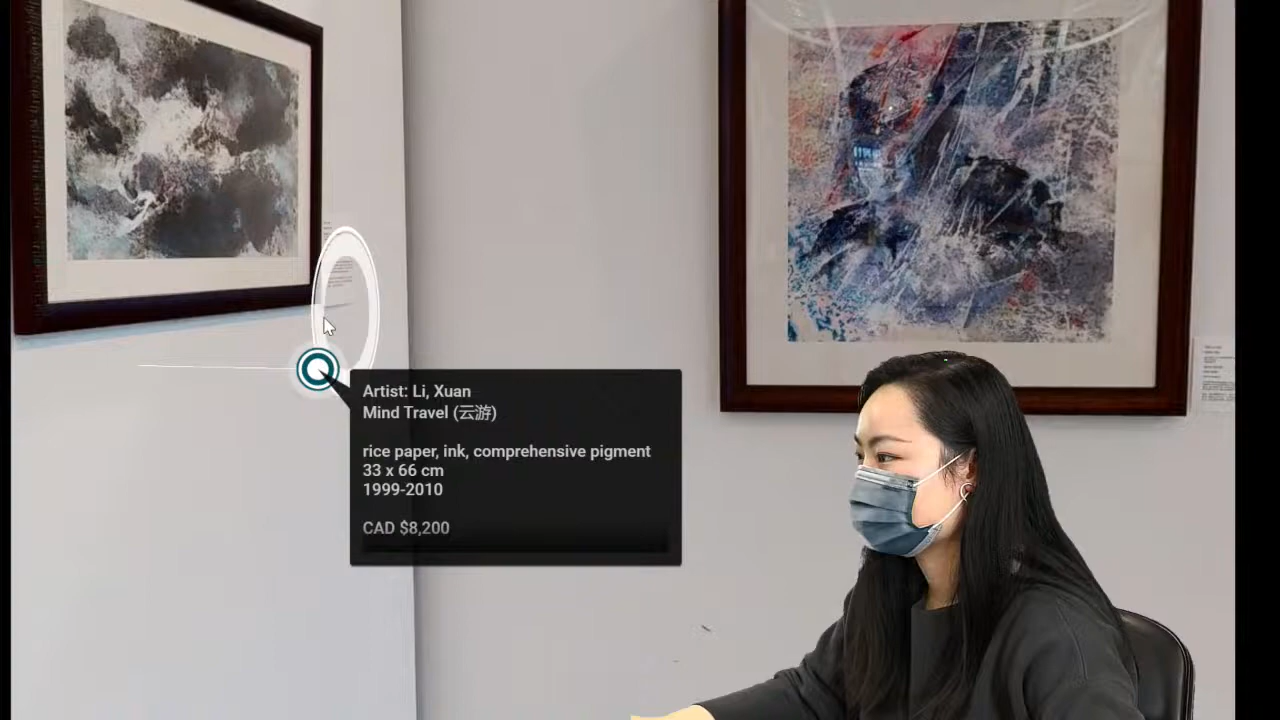 Artist: Li, Xuan
Mind Travel (云游)
rice paper, ink, comprehensive pigment
33 x 66 cm
1999-2010
CAD $8,200